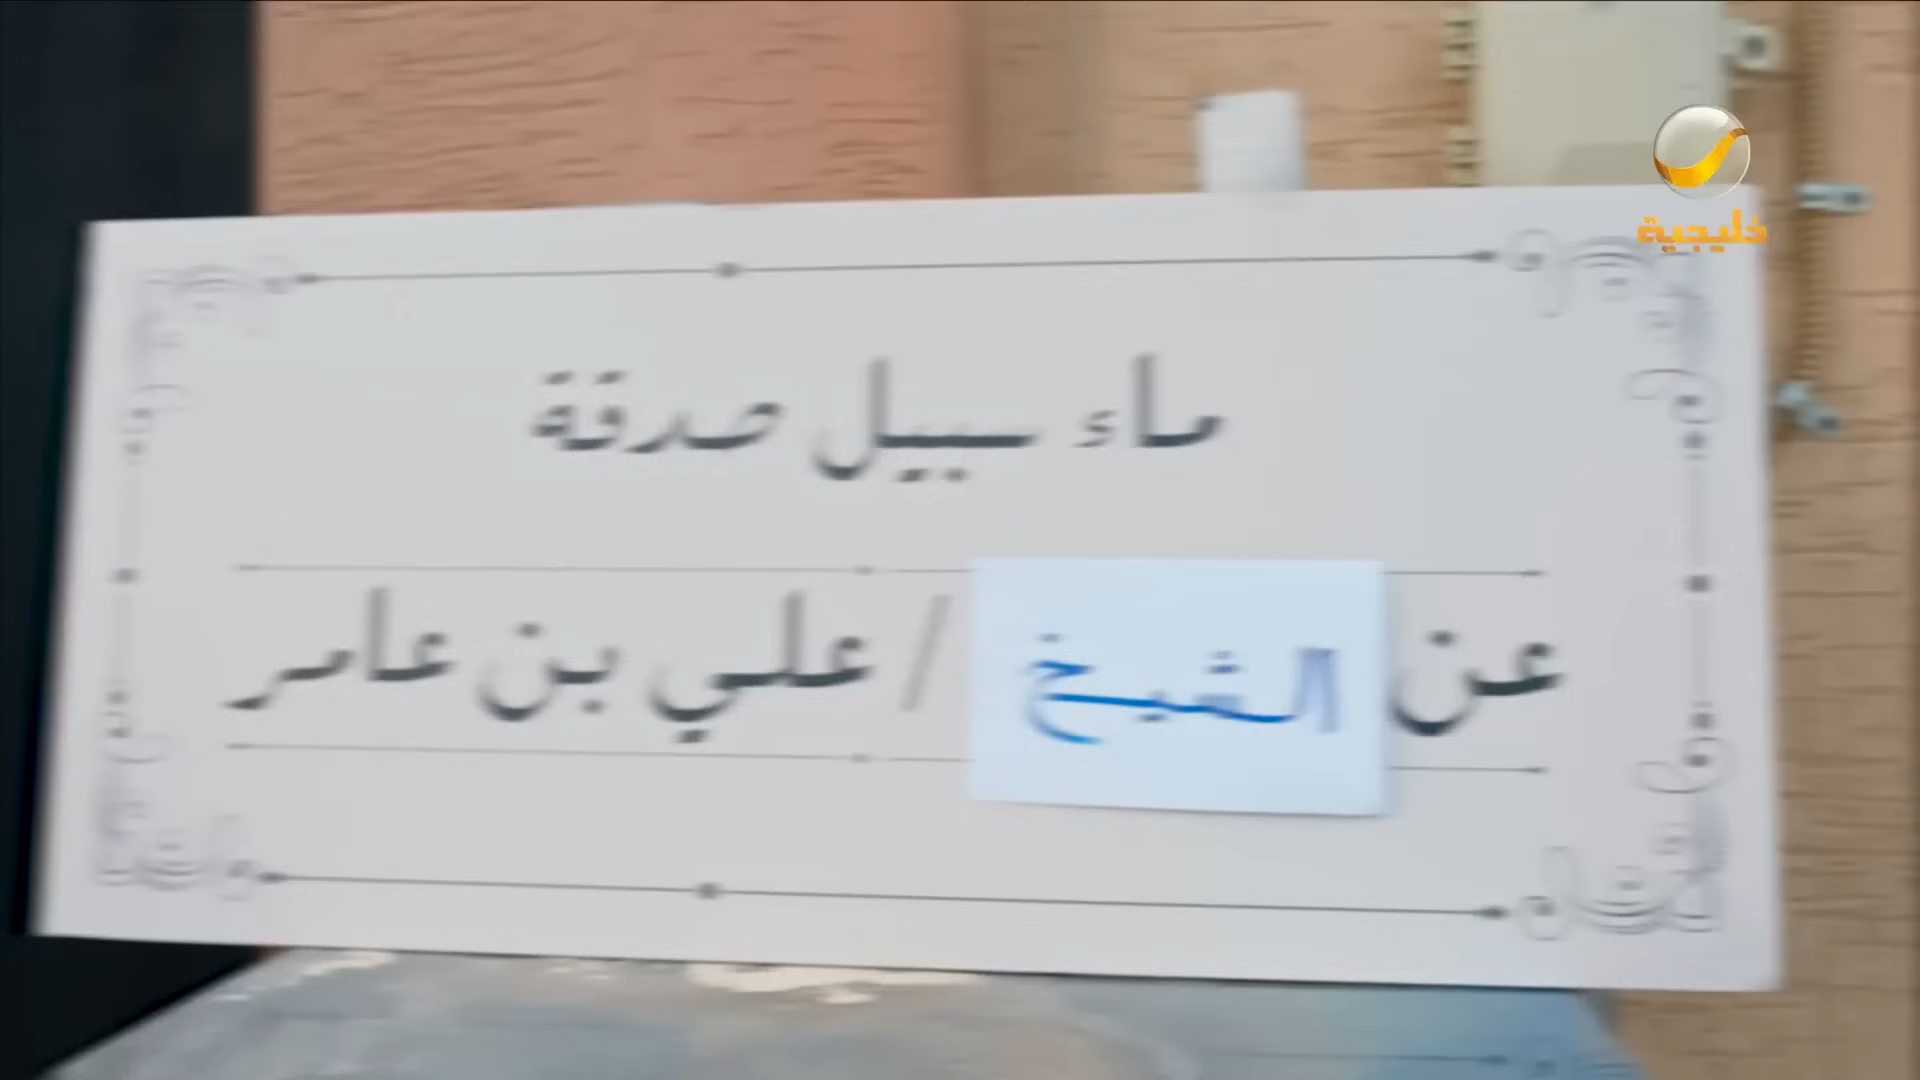 خليجية
ماء سبيل صدقة
عن الشيخ / علي بن عامر